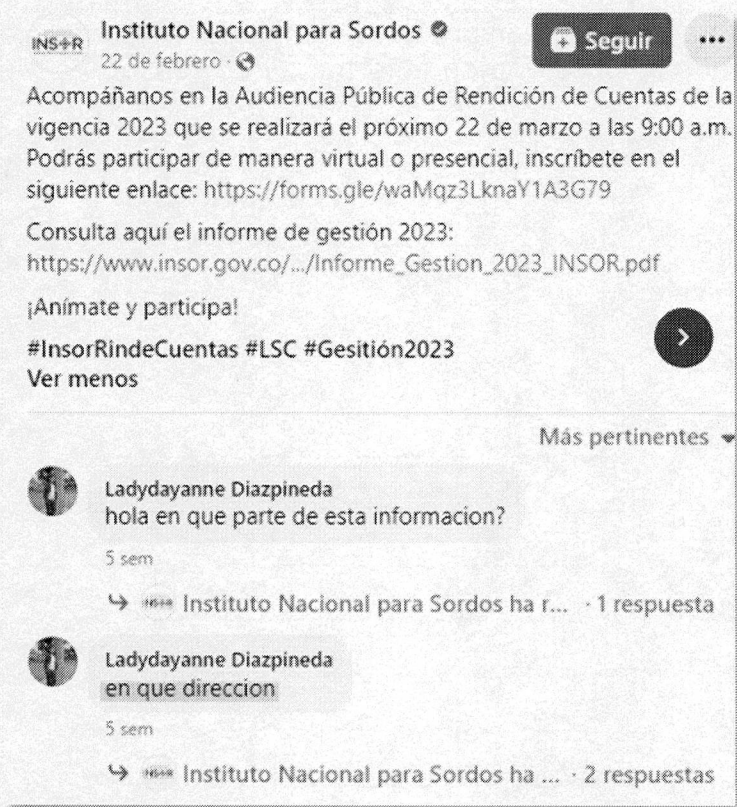 INSOR
Instituto Nacional para Sordos
22 de febrero ·
Seguir
Acompáñanos en la Audiencia Pública de Rendición de Cuentas de la
vigencia 2023 que se realizará el próximo 22 de marzo a las 9:00 a.m.
Podrás participar de manera virtual o presencial, inscríbete en el
siguiente enlace: https://forms.gle/waMqz3LknaY1A3G79
Consulta aquí el informe de gestión 2023:
https://www.insor.gov.co/.../Informe_Gestion_2023_INSOR.pdf
¡Anímate y participa!
#InsorRindeCuentas #LSC #Gesitión2023
Ver menos
Más pertinentes
Ladydayanne Diazpineda
hola en que parte de esta informacion?
5 sem
Instituto Nacional para Sordos ha r... · 1 respuesta
Ladydayanne Diazpineda
en que direccion
5 sem
Instituto Nacional para Sordos ha ... · 2 respuestas